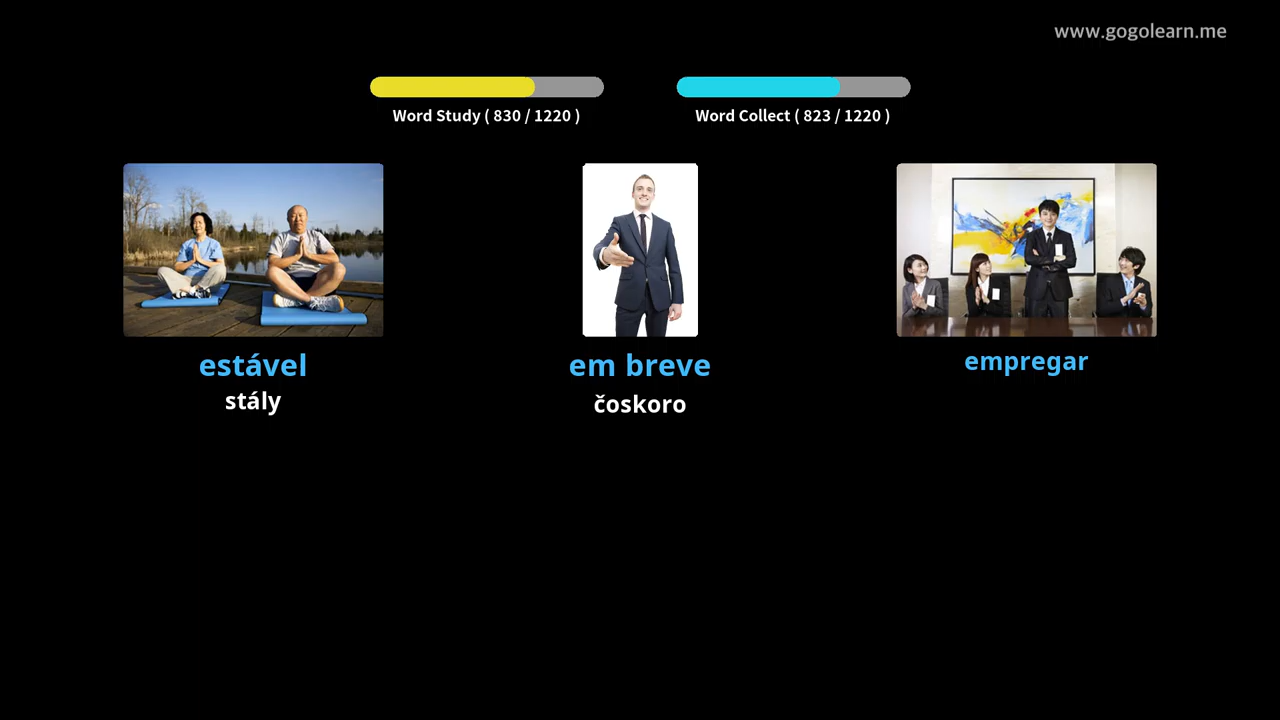 www.gogolearn.me
Word Study ( 830 / 1220 )
Word Collect ( 823 / 1220 )
estável
stály
em breve
čoskoro
empregar